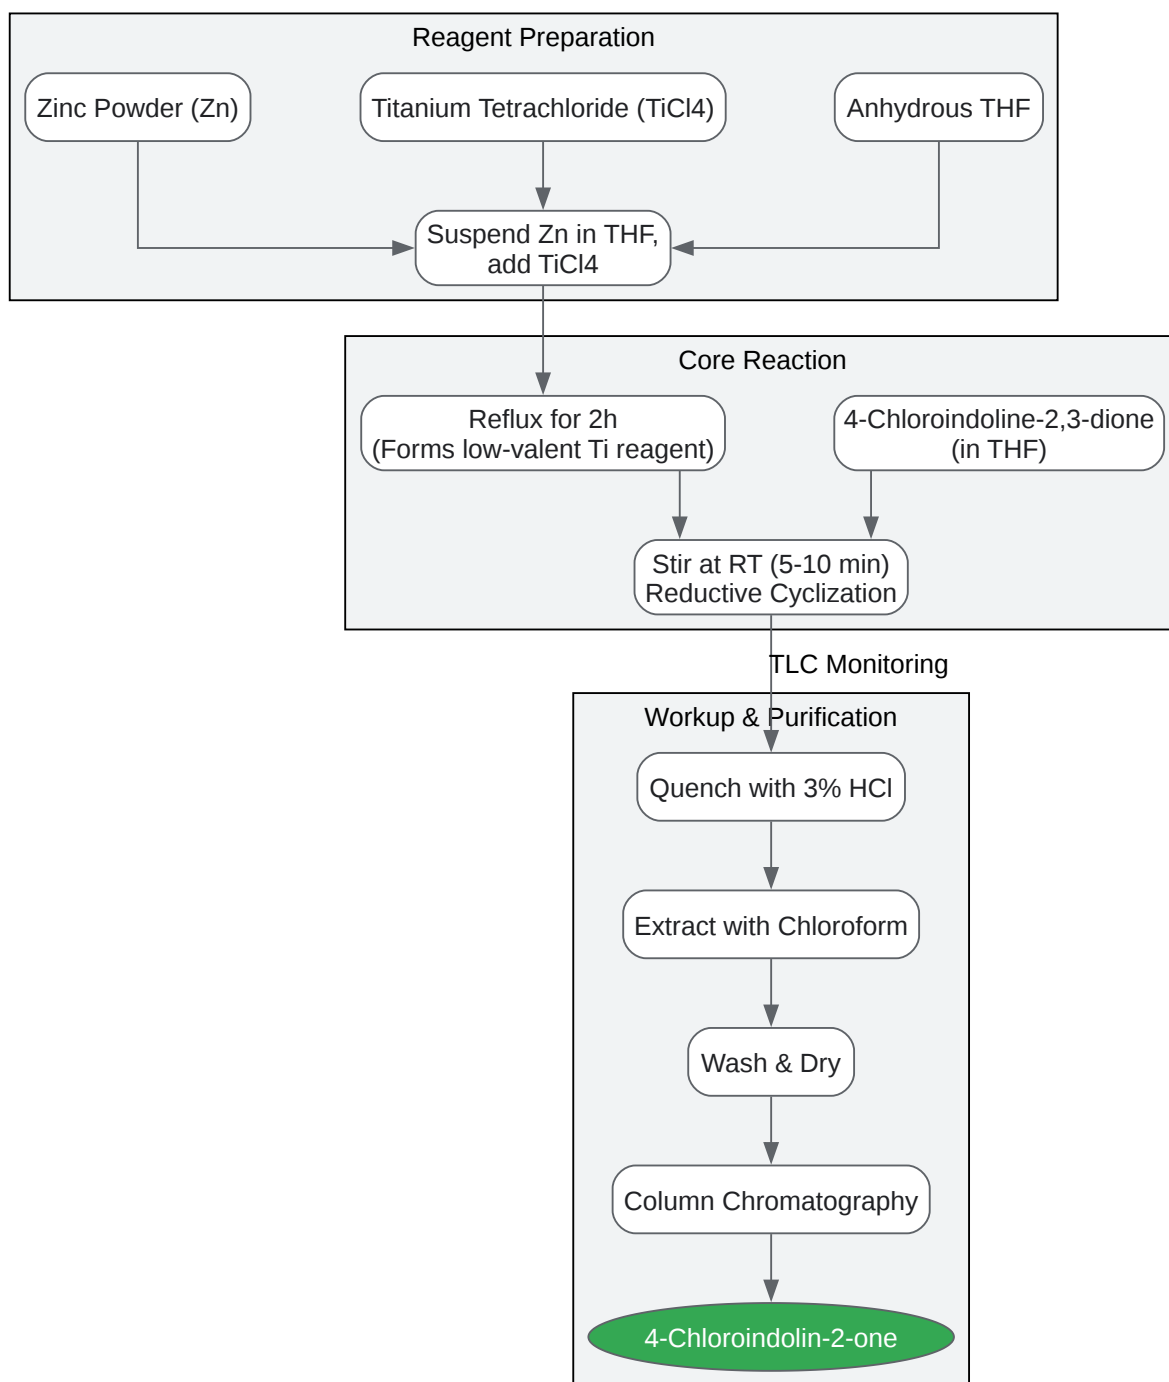 Reagent Preparation
Zinc Powder (Zn)
Titanium Tetrachloride (TiCl4)
Anhydrous THF
Suspend Zn in THF,
add TiCl4
Core Reaction
Reflux for 2h
(Forms low-valent Ti reagent)
4-Chloroindoline-2,3-dione
(in THF)
Stir at RT (5-10 min)
Reductive Cyclization
TLC Monitoring
Workup & Purification
Quench with 3% HCl
Extract with Chloroform
Wash & Dry
Column Chromatography
4-Chloroindolin-2-one